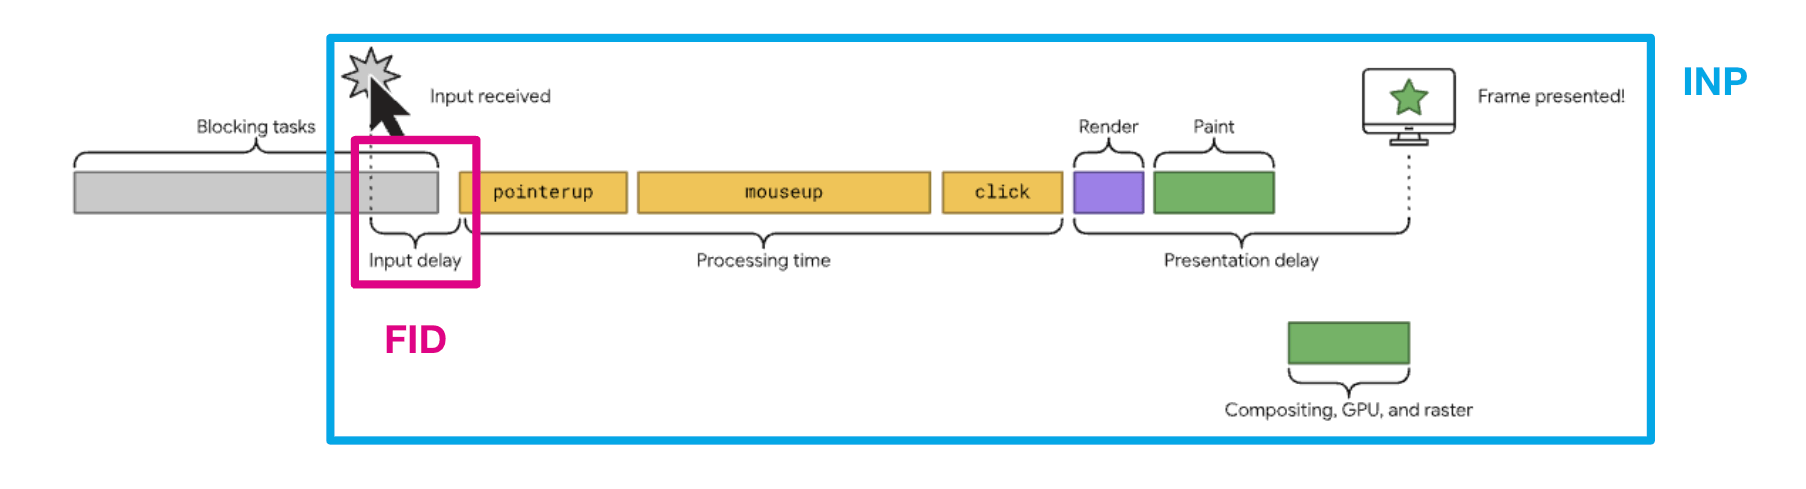 INP
Input received
Frame presented!
Blocking tasks
Render
Paint
pointerup
mouseup
click
Input delay
Processing time
Presentation delay
FID
Compositing, GPU, and raster